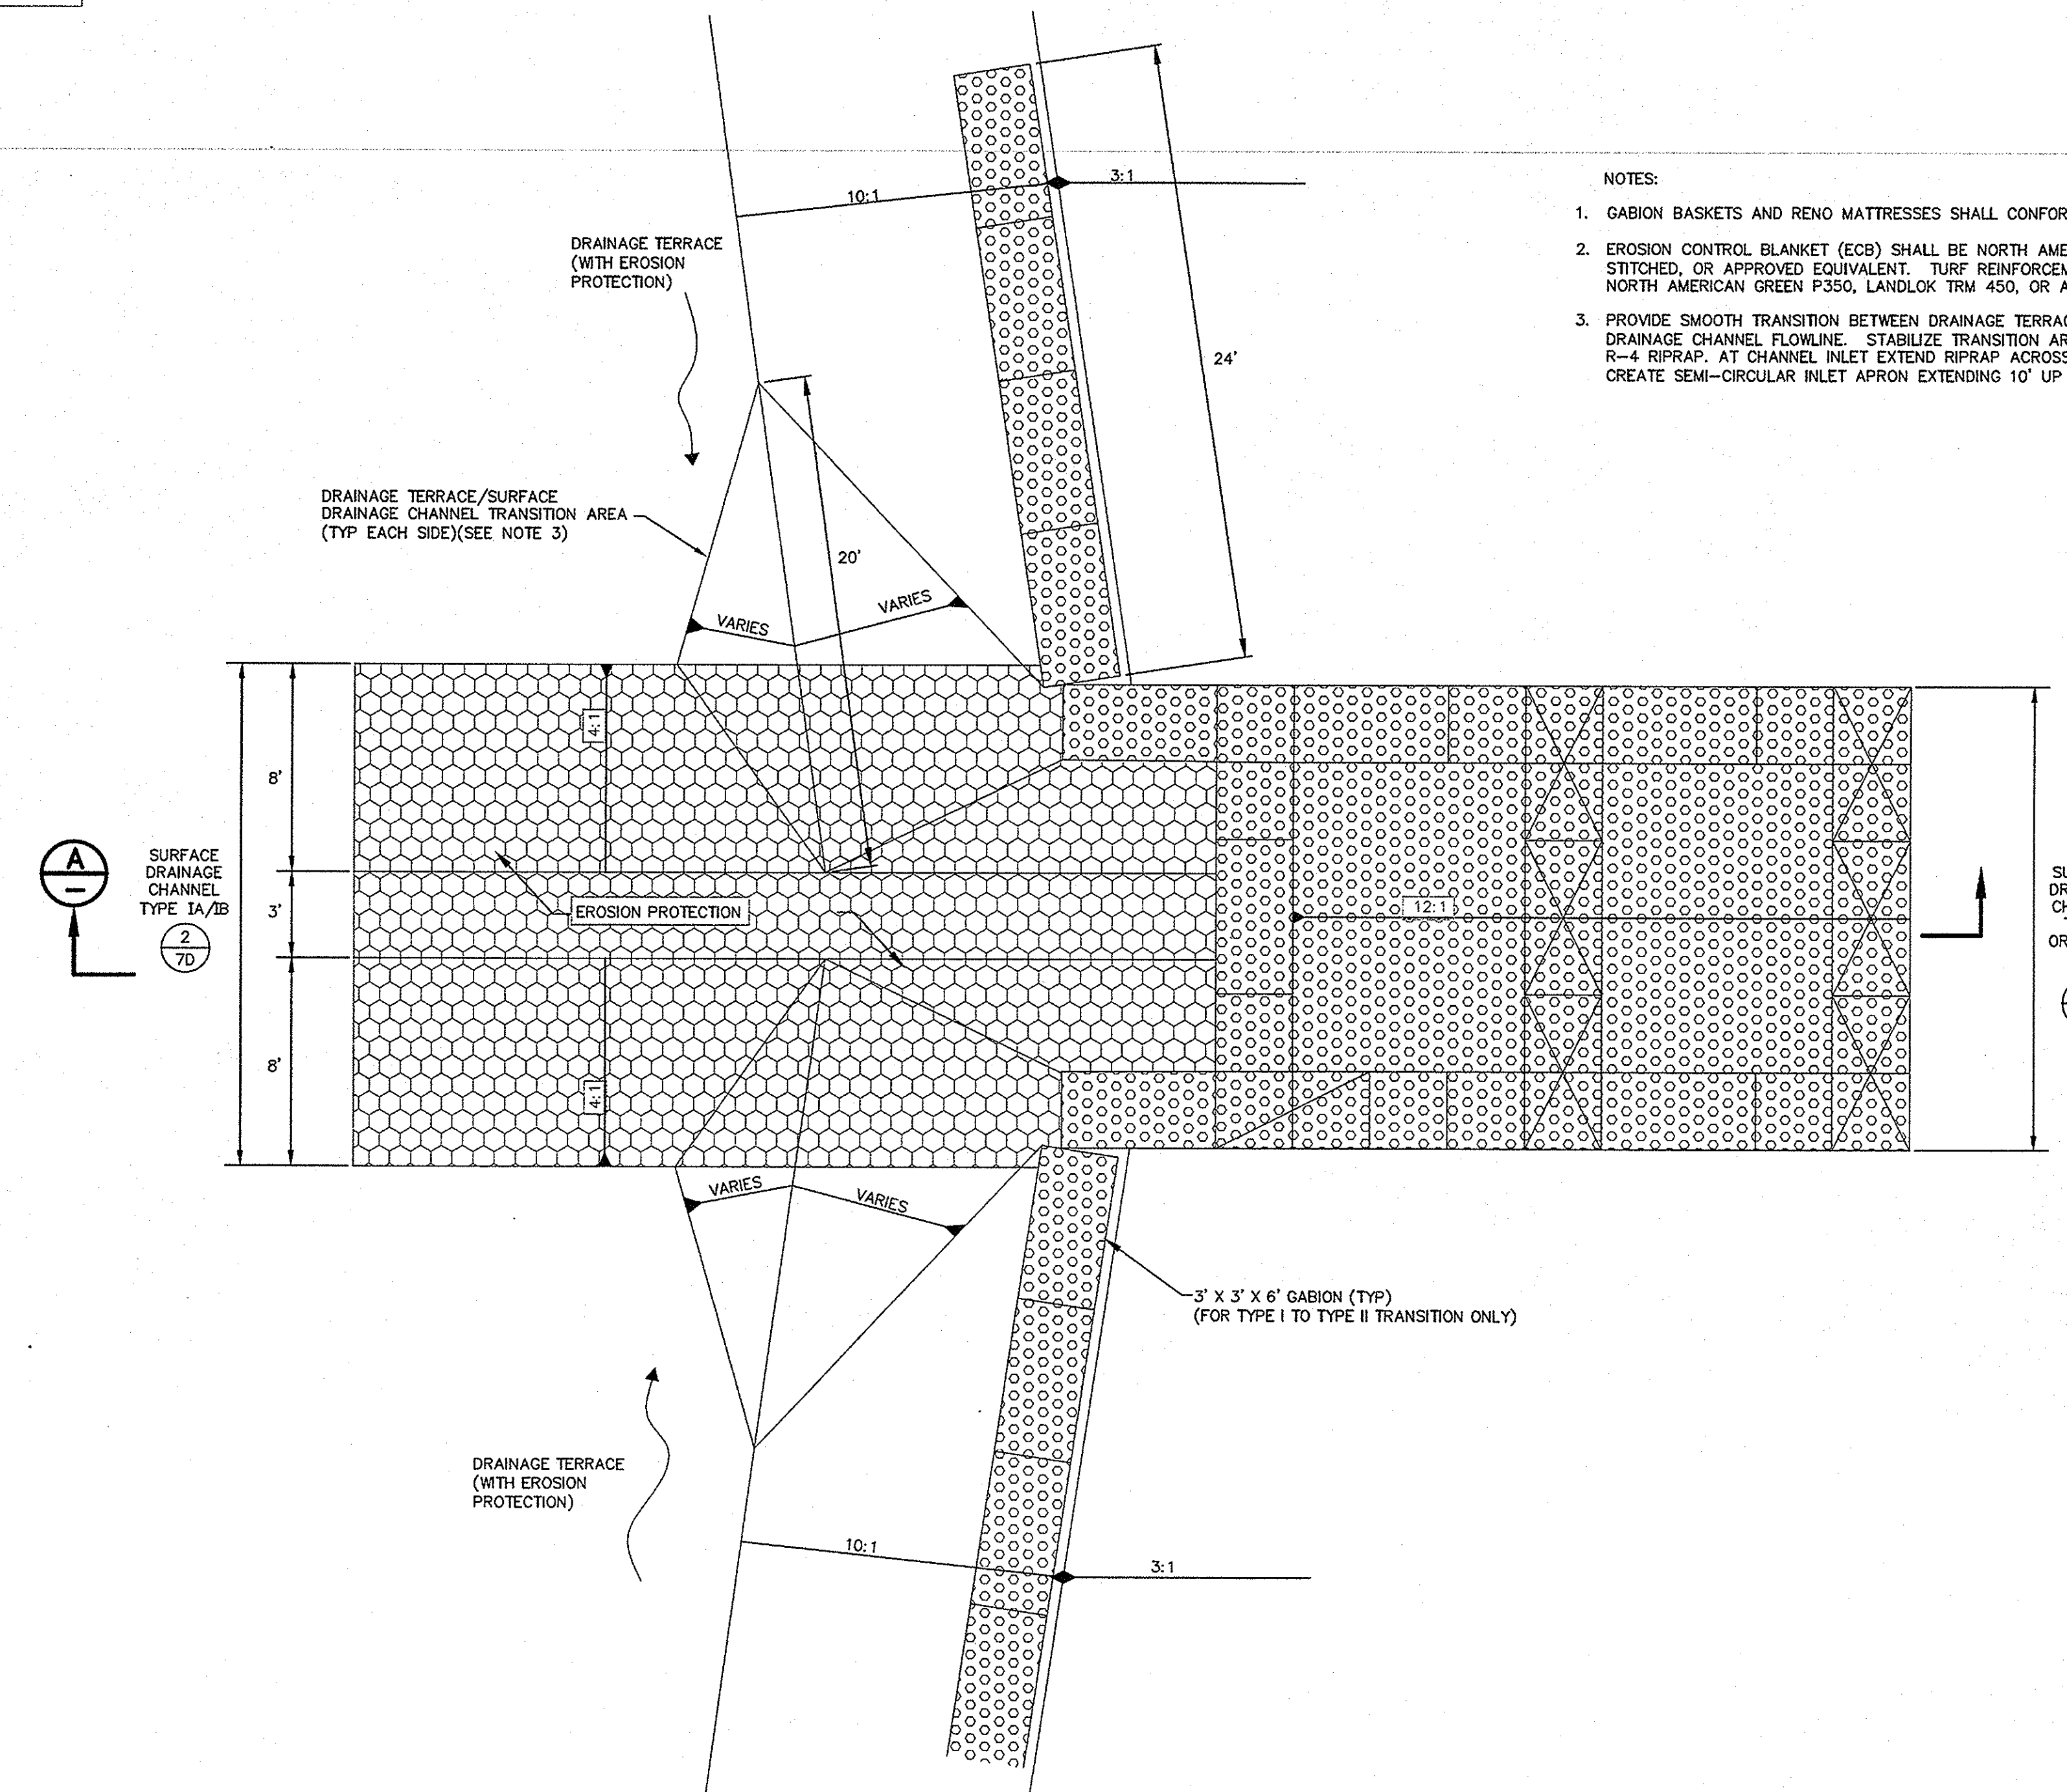 NOTES:
1. GABION BASKETS AND RENO MATTRESSES SHALL CONFOR
2. EROSION CONTROL BLANKET (ECB) SHALL BE NORTH AME
STITCHED, OR APPROVED EQUIVALENT. TURF REINFORCEM
NORTH AMERICAN GREEN P350, LANDLOK TRM 450, OR A
3. PROVIDE SMOOTH TRANSITION BETWEEN DRAINAGE TERRAC
DRAINAGE CHANNEL FLOWLINE. STABILIZE TRANSITION AR
R-4 RIPRAP. AT CHANNEL INLET EXTEND RIPRAP ACROSS
CREATE SEMI-CIRCULAR INLET APRON EXTENDING 10' UP
3:1
10:1
DRAINAGE TERRACE
(WITH EROSION
PROTECTION)
24'
DRAINAGE TERRACE/SURFACE
DRAINAGE CHANNEL TRANSITION AREA
(TYP EACH SIDE)(SEE NOTE 3)
20'
VARIES
VARIES
4:1
8'
A
–
SURFACE
DRAINAGE
CHANNEL
TYPE IA/IB
2
7D
3'
EROSION PROTECTION
12:1
SU
DR
CH
OR
8'
4:1
VARIES
VARIES
3' X 3' X 6' GABION (TYP)
(FOR TYPE I TO TYPE II TRANSITION ONLY)
DRAINAGE TERRACE
(WITH EROSION
PROTECTION)
10:1
3:1